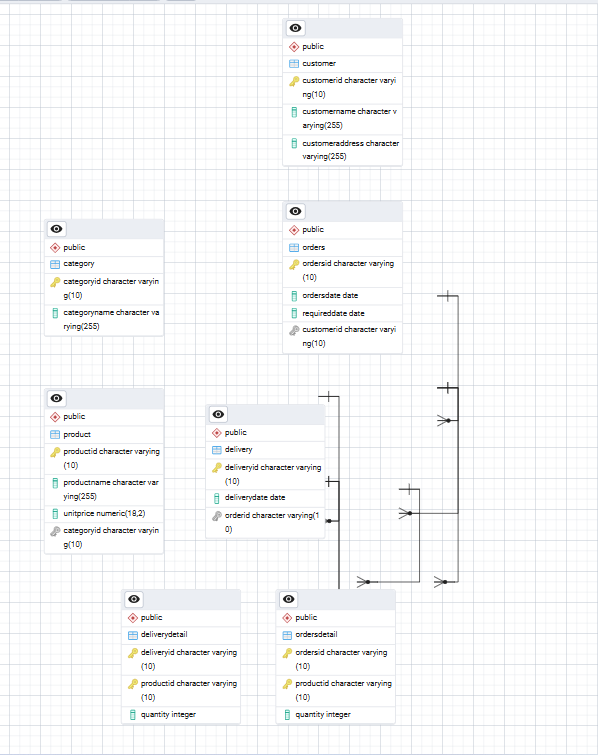 public
customer
customerid character varyi
ng(10)
customername character v
arying(255)
customeraddress character
varying(255)
public
orders
ordersid character varying
(10)
ordersdate date
requireddate date
customerid character varyi
ng(10)
public
category
categoryid character varyin
g(10)
categoryname character va
rying(255)
public
product
productid character varying
(10)
productname character var
ying(255)
unitprice numeric(18,2)
categoryid character varyin
g(10)
public
delivery
deliveryid character varying
(10)
deliverydate date
orderid character varying(1
0)
public
deliverydetail
deliveryid character varying
(10)
productid character varying
(10)
quantity integer
public
ordersdetail
ordersid character varying
(10)
productid character varying
(10)
quantity integer